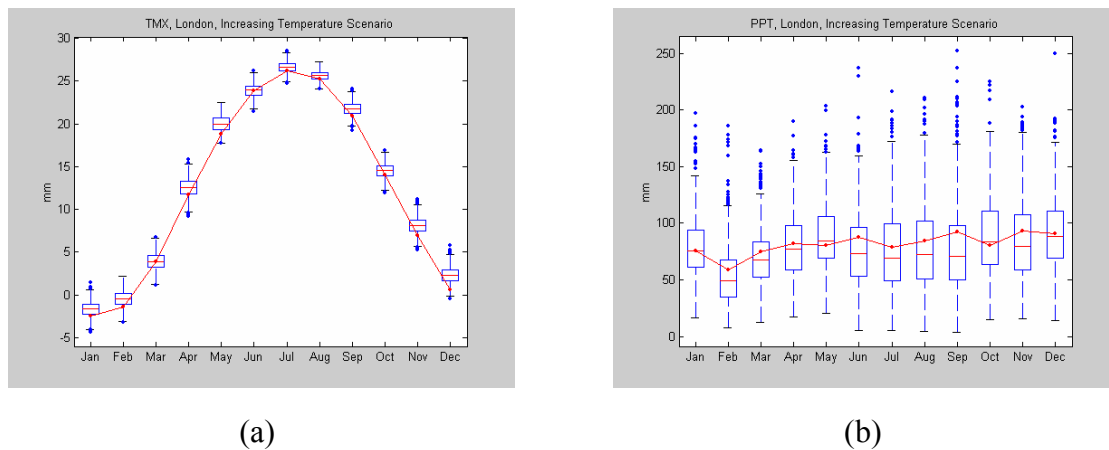 TMX, London, Increasing Temperature Scenario
30
25
20
15
10
5
0
-5
mm
Jan Feb Mar Apr May Jun Jul Aug Sep Oct Nov Dec
(a)
PPT, London, Increasing Temperature Scenario
250
200
150
100
50
0
mm
Jan Feb Mar Apr May Jun Jul Aug Sep Oct Nov Dec
(b)